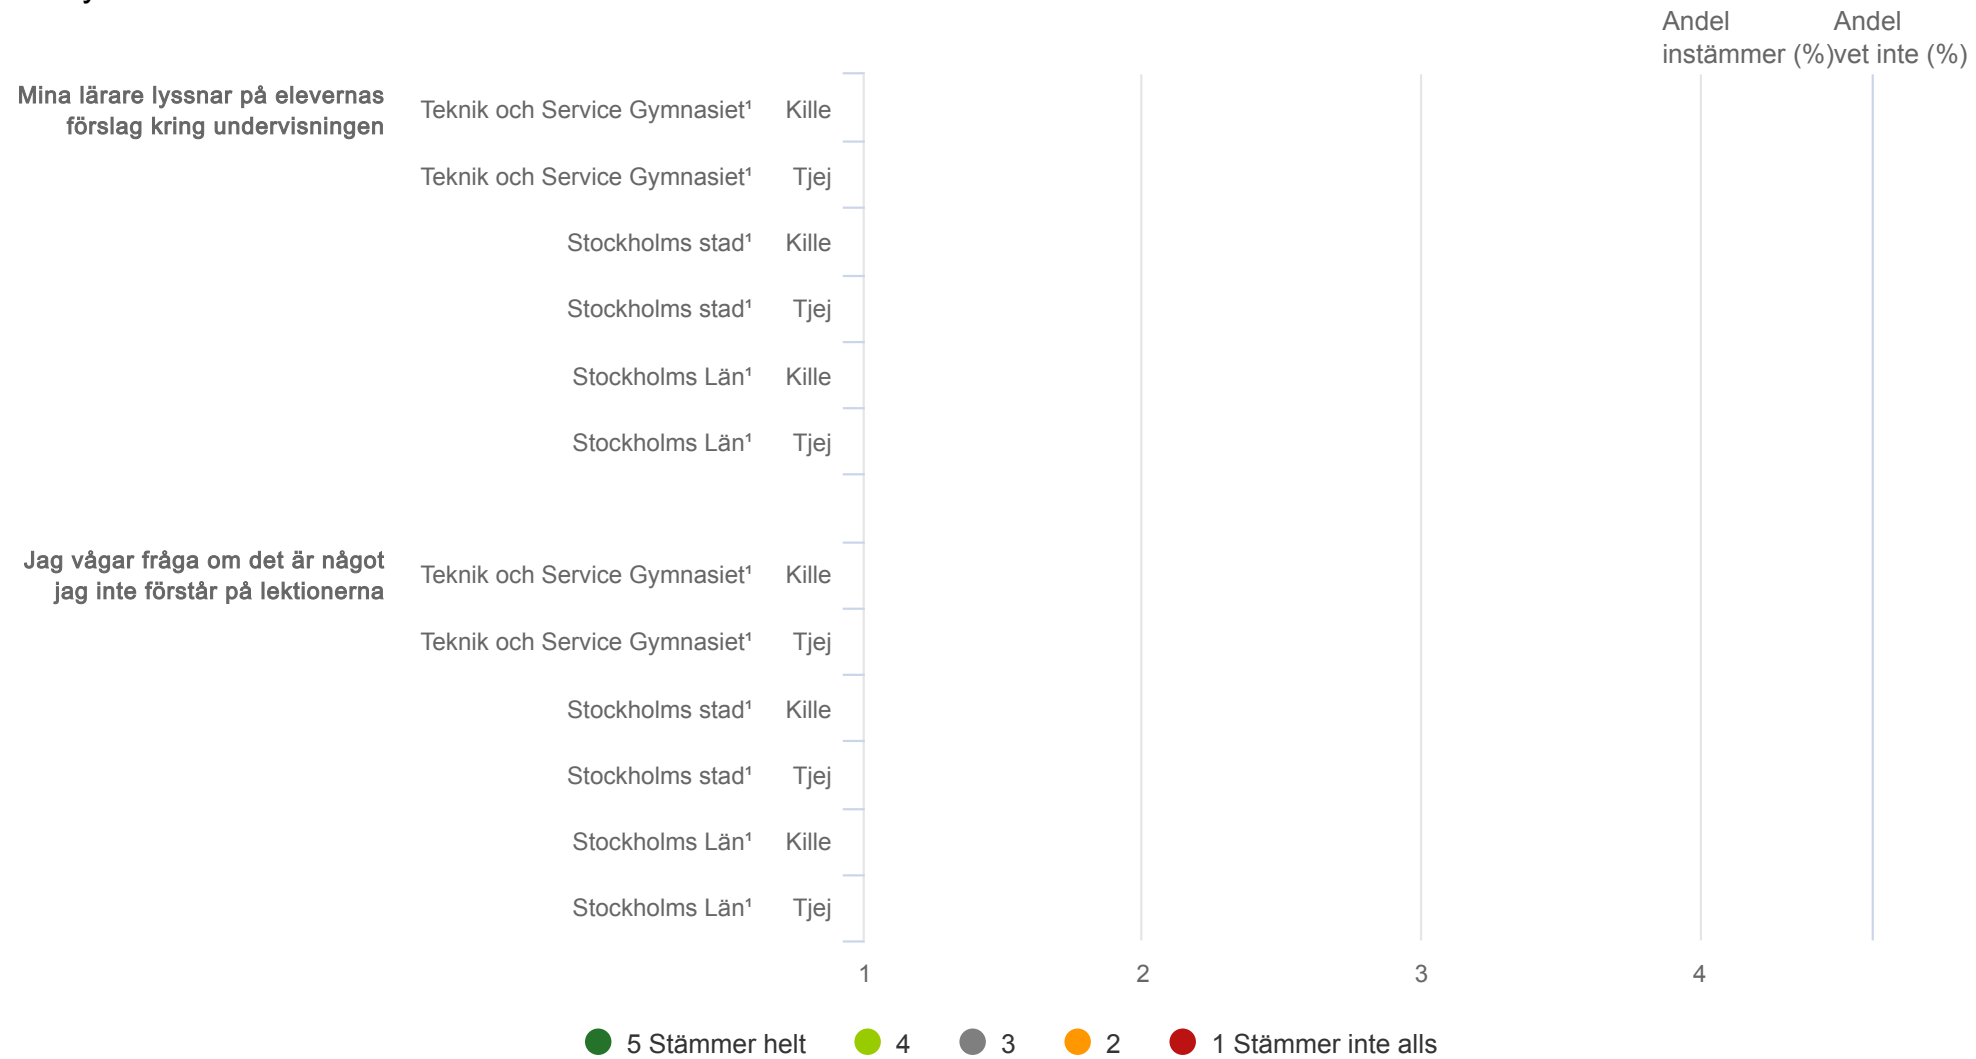 Andel Andel
instämmer (%)vet inte (%)
Mina lärare lyssnar på elevernas
förslag kring undervisningen
Teknik och Service Gymnasiet¹ Kille
Teknik och Service Gymnasiet¹ Tjej
Stockholms stad¹ Kille
Stockholms stad¹ Tjej
Stockholms Län¹ Kille
Stockholms Län¹ Tjej
Jag vågar fråga om det är något
jag inte förstår på lektionerna
Teknik och Service Gymnasiet¹ Kille
Teknik och Service Gymnasiet¹ Tjej
Stockholms stad¹ Kille
Stockholms stad¹ Tjej
Stockholms Län¹ Kille
Stockholms Län¹ Tjej
1 2 3 4
5 Stämmer helt 4 3 2 1 Stämmer inte alls